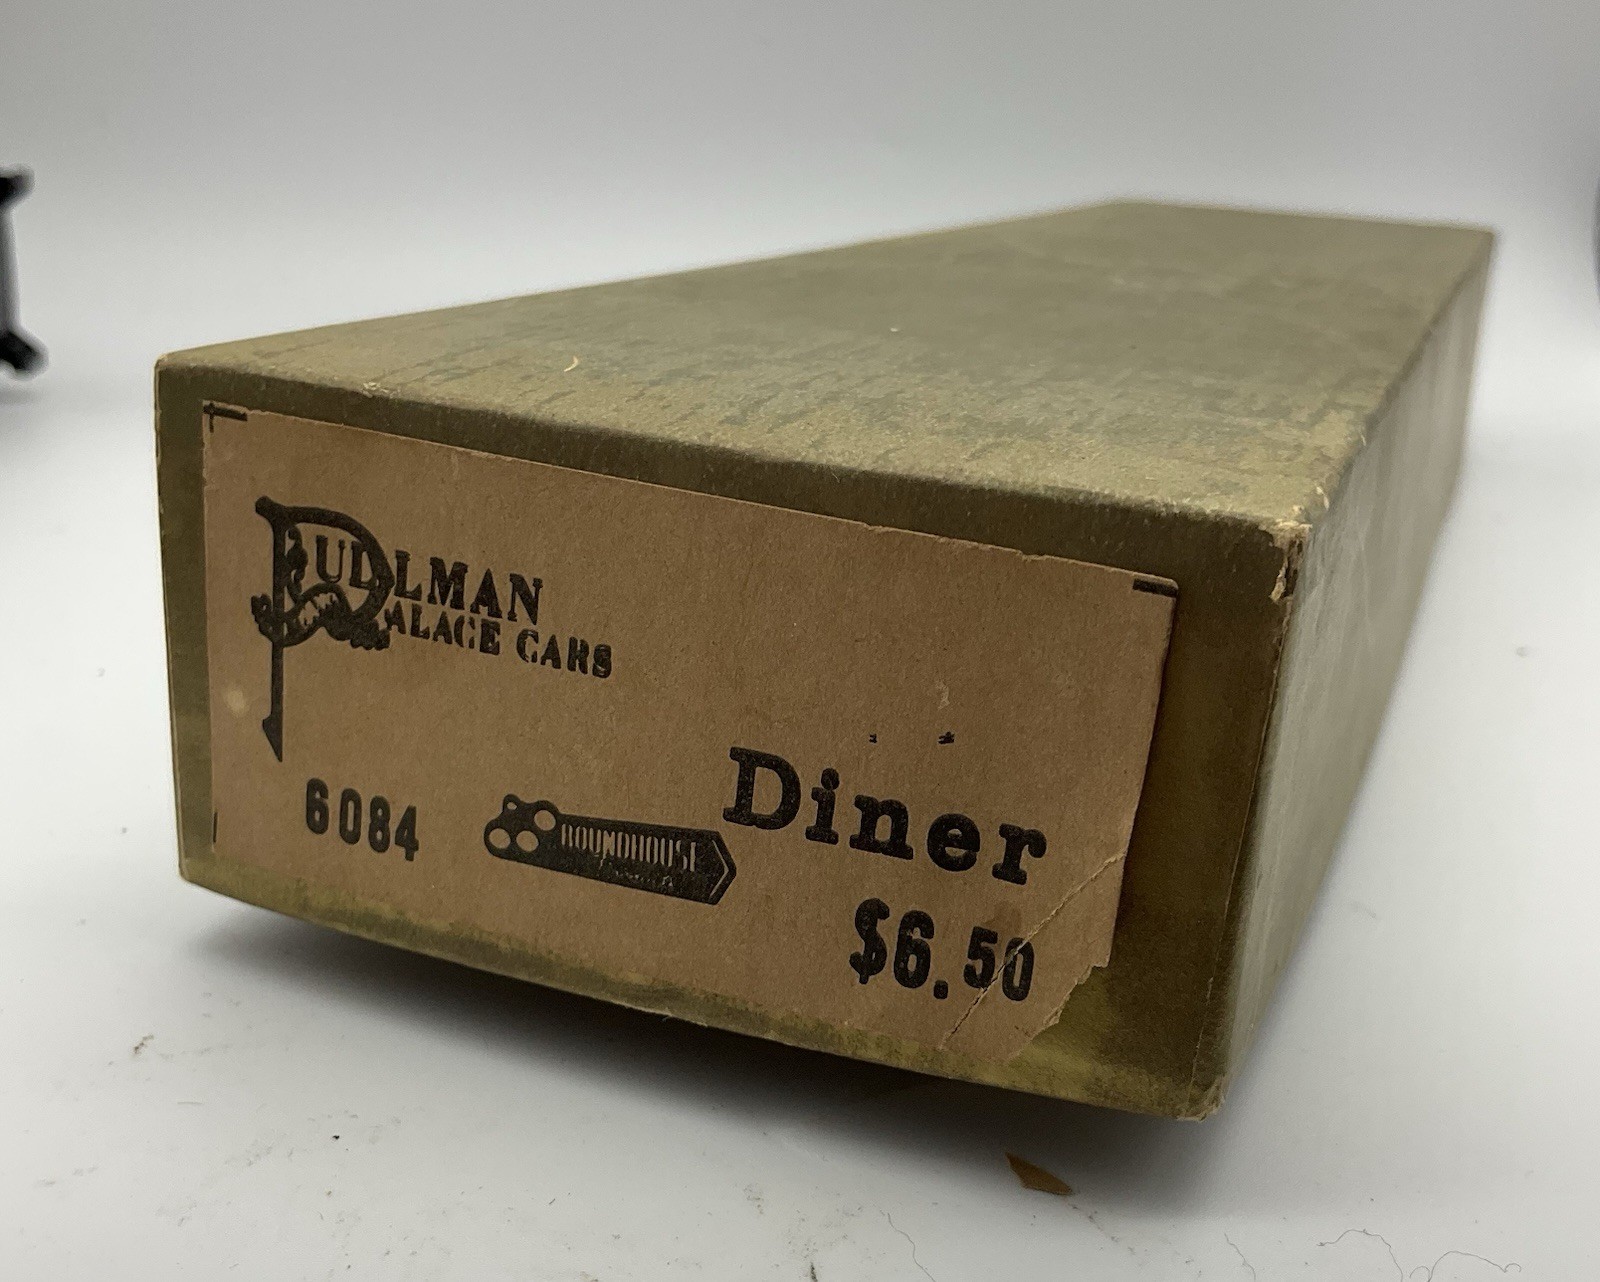 PULLMAN
PALACE CARS
6084
ROUNDHOUSE
Diner
$6.50